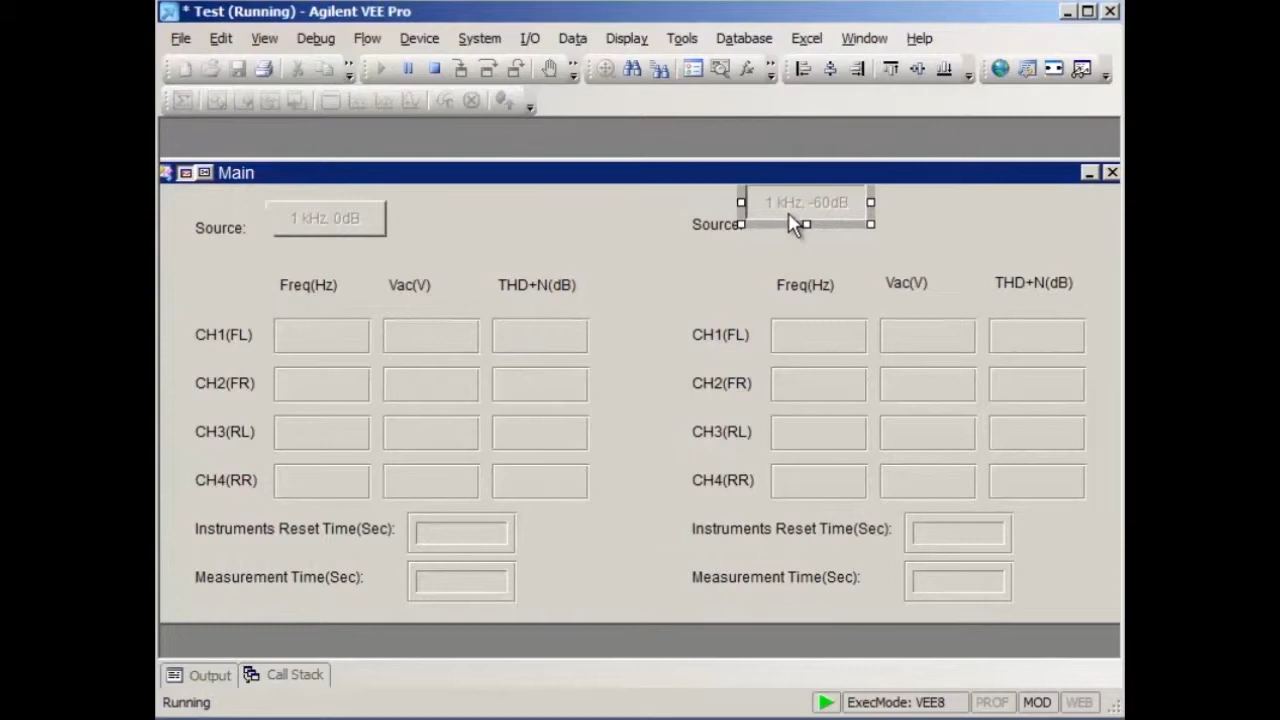 * Test (Running) - Agilent VEE Pro
File Edit View Debug Flow Device System I/O Data Display Tools Database Excel Window Help
Main
1 kHz, 0dB
1 kHz, -60dB
Source:
Source:
Freq(Hz) Vac(V) THD+N(dB)
Freq(Hz) Vac(V) THD+N(dB)
CH1(FL)
CH1(FL)
CH2(FR)
CH2(FR)
CH3(RL)
CH3(RL)
CH4(RR)
CH4(RR)
Instruments Reset Time(Sec):
Instruments Reset Time(Sec):
Measurement Time(Sec):
Measurement Time(Sec):
Output Call Stack
Running ExecMode: VEE8 PROF MOD WEB